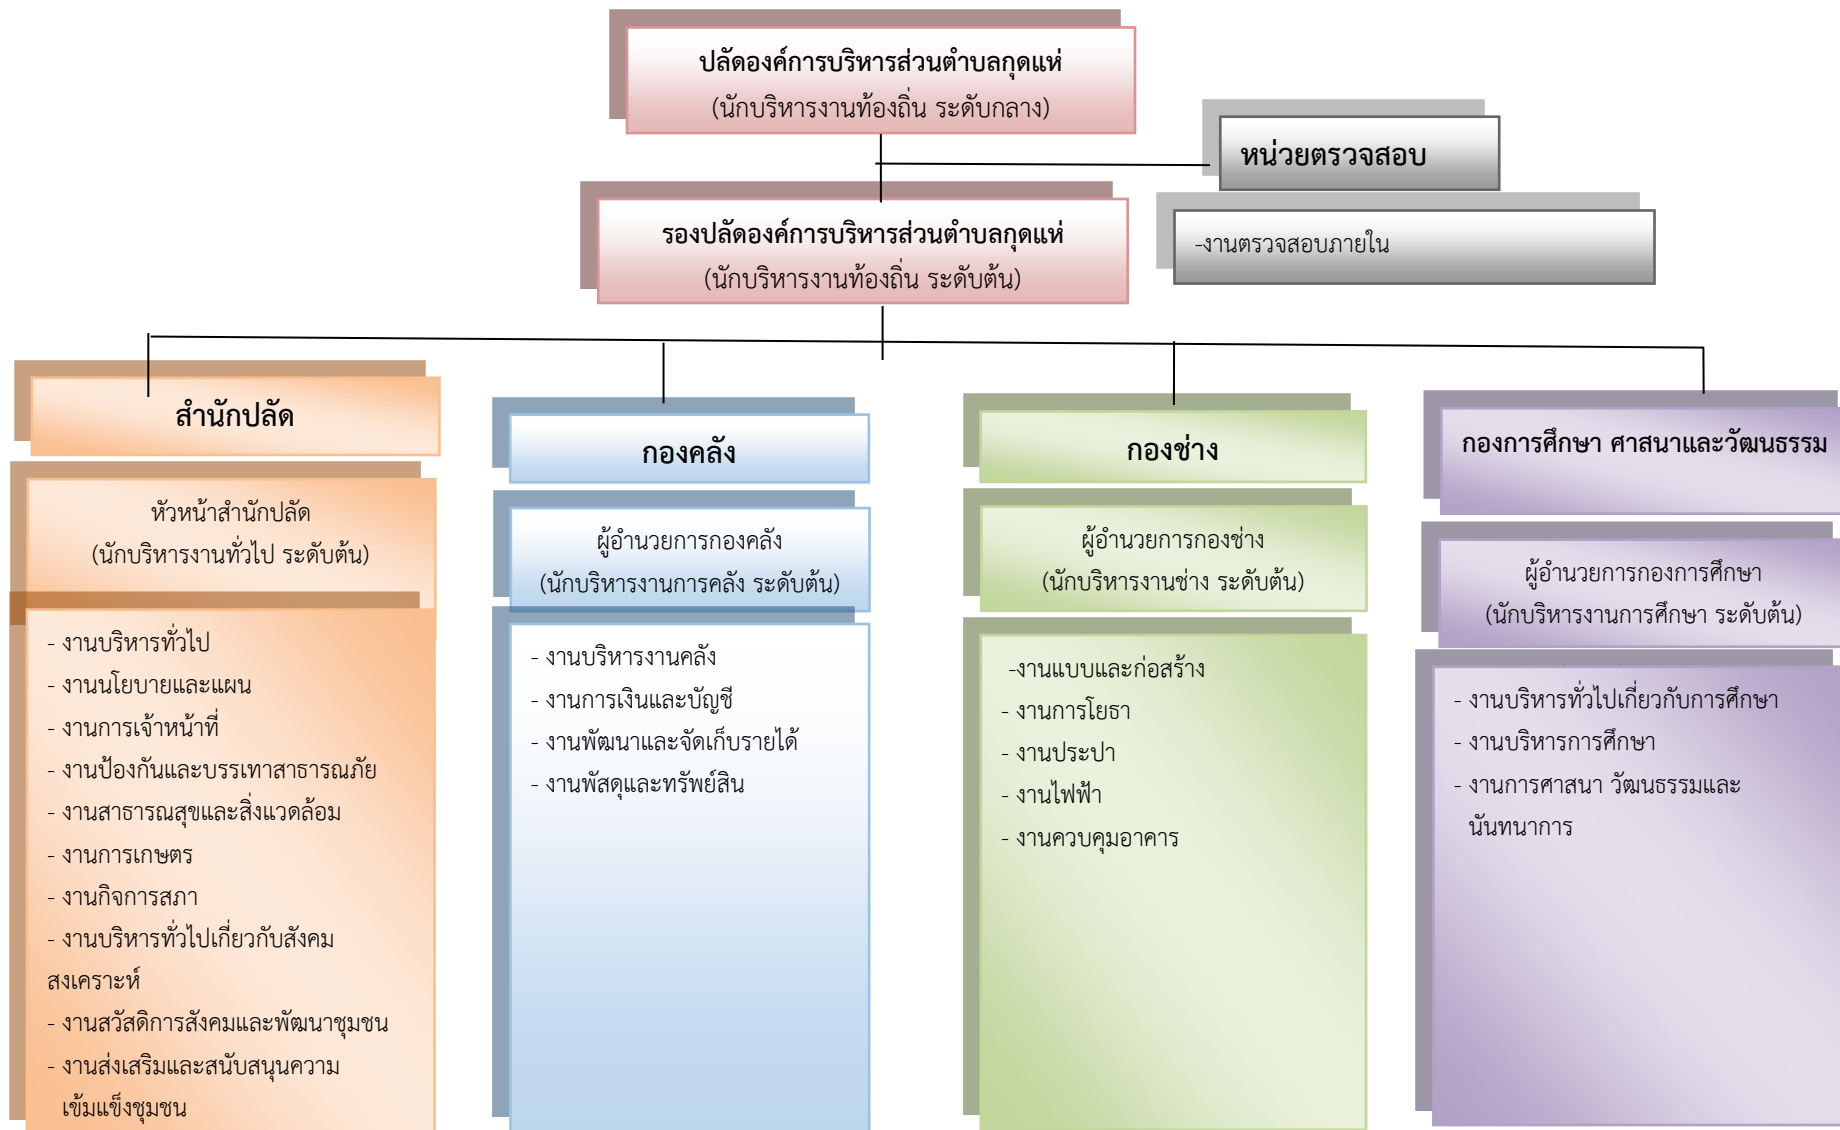 ปลัดองค์การบริหารส่วนตำบลกุดแห่
(นักบริหารงานท้องถิ่น ระดับกลาง)
หน่วยตรวจสอบ
-งานตรวจสอบภายใน
รองปลัดองค์การบริหารส่วนตำบลกุดแห่
(นักบริหารงานท้องถิ่น ระดับต้น)
สำนักปลัด
หัวหน้าสำนักปลัด
(นักบริหารงานทั่วไป ระดับต้น)
- งานบริหารทั่วไป
- งานนโยบายและแผน
- งานการเจ้าหน้าที่
- งานป้องกันและบรรเทาสาธารณภัย
- งานสาธารณสุขและสิ่งแวดล้อม
- งานการเกษตร
- งานกิจการสภา
- งานบริหารทั่วไปเกี่ยวกับสังคม
สงเคราะห์
- งานสวัสดิการสังคมและพัฒนาชุมชน
- งานส่งเสริมและสนับสนุนความ
เข้มแข็งชุมชน
กองคลัง
ผู้อำนวยการกองคลัง
(นักบริหารงานการคลัง ระดับต้น)
- งานบริหารงานคลัง
- งานการเงินและบัญชี
- งานพัฒนาและจัดเก็บรายได้
- งานพัสดุและทรัพย์สิน
กองช่าง
ผู้อำนวยการกองช่าง
(นักบริหารงานช่าง ระดับต้น)
-งานแบบและก่อสร้าง
- งานการโยธา
- งานประปา
- งานไฟฟ้า
- งานควบคุมอาคาร
กองการศึกษา ศาสนาและวัฒนธรรม
ผู้อำนวยการกองการศึกษา
(นักบริหารงานการศึกษา ระดับต้น)
- งานบริหารทั่วไปเกี่ยวกับการศึกษา
- งานบริหารการศึกษา
- งานการศาสนา วัฒนธรรมและ
นันทนาการ